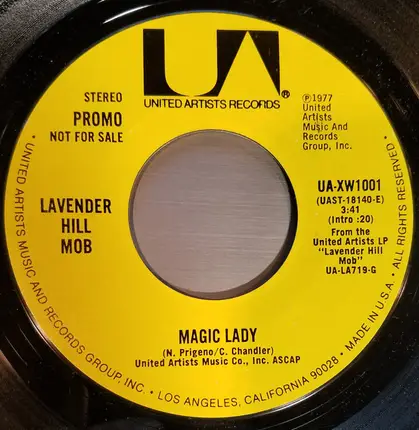 UA
UNITED ARTISTS RECORDS®
STEREO
PROMO
NOT FOR SALE
℗1977
United
Artists
Music And
Records
Group, Inc.
LAVENDER
HILL
MOB
UA-XW1001
(UAST-18140-E)
3:41
(Intro :20)
From the
United Artists LP
"Lavender Hill
Mob"
UA-LA719-G
MAGIC LADY
(N. Prigeno/C. Chandler)
United Artists Music Co., Inc. ASCAP
• UNITED ARTISTS MUSIC AND RECORDS GROUP, INC. • LOS ANGELES, CALIFORNIA 90028 • MADE IN U.S.A. • ALL RIGHTS RESERVED •